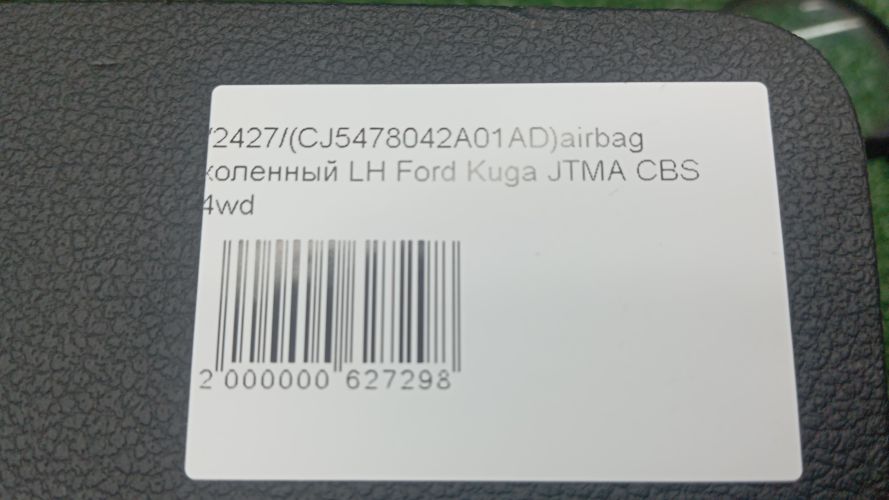 /2427/(CJ5478042A01AD)airbag
коленный LH Ford Kuga JTMA CBS
4wd
2 000000 627298